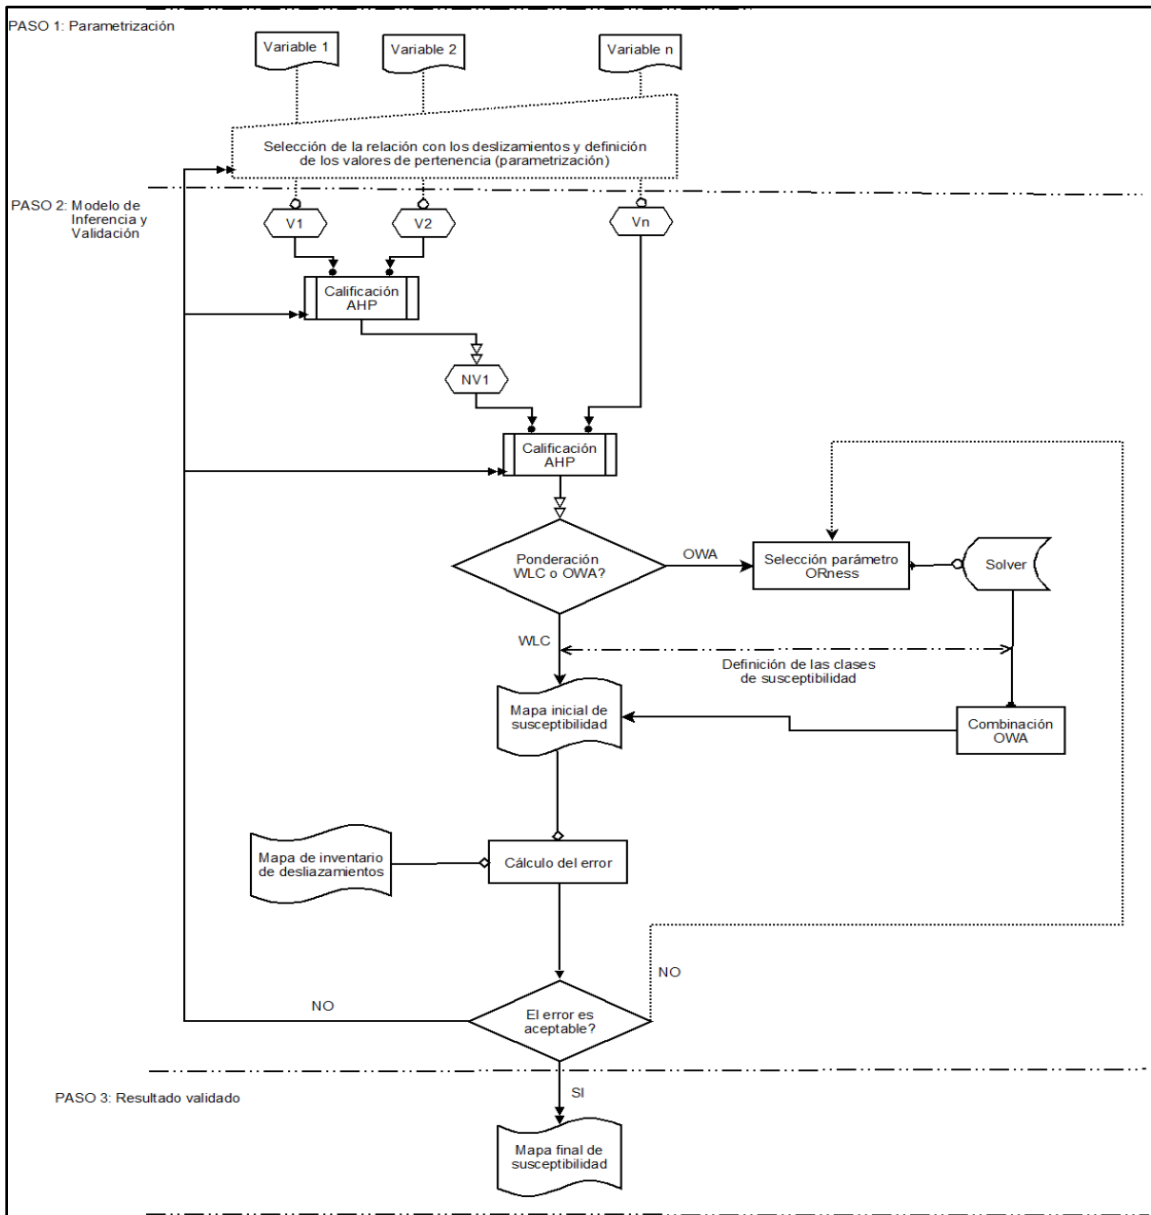 PASO 1: Parametrización
Variable 1
Variable 2
Variable n
Selección de la relación con los deslizamientos y definición
de los valores de pertenencia (parametrización)
PASO 2: Modelo de
Inferencia y
Validación
V1
V2
Vn
Calificación
AHP
NV1
Calificación
AHP
Ponderación
WLC o OWA?
OWA
Selección parámetro
ORness
Solver
WLC
Definición de las clases
de susceptibilidad
Mapa inicial de
susceptibilidad
Combinación
OWA
Mapa de inventario
de desliazamientos
Cálculo del error
NO
El error es
aceptable?
NO
SI
PASO 3: Resultado validado
Mapa final de
susceptibilidad